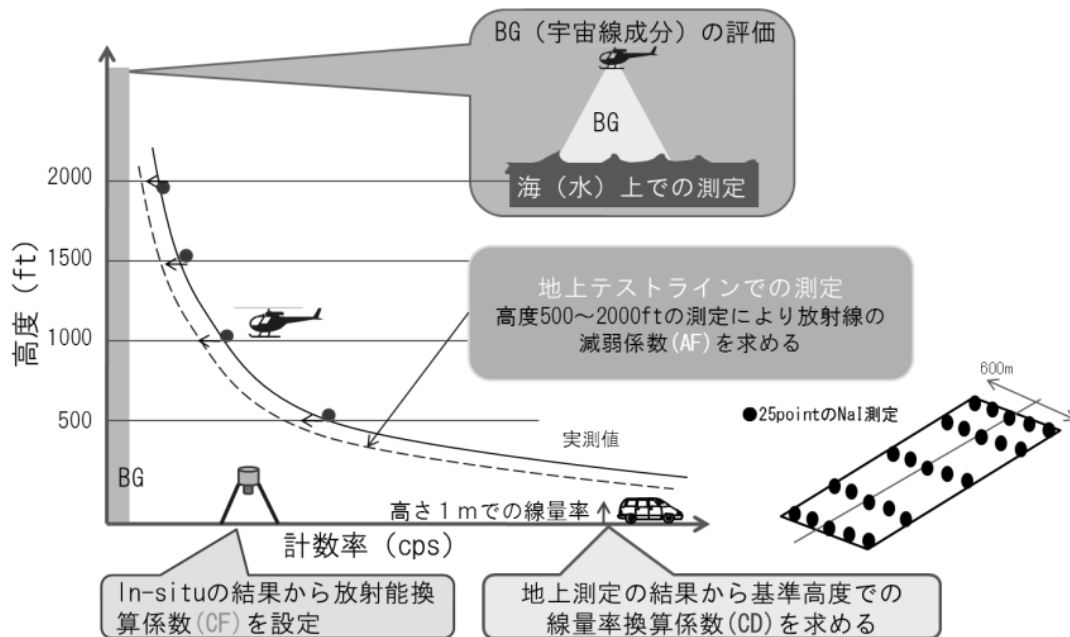 BG（宇宙線成分）の評価
BG
海（水）上での測定
高度（ft）
2000
1500
1000
500
地上テストラインでの測定
高度500～2000ftの測定により放射線の
減弱係数(AF)を求める
600m
●25pointのNaI測定
実測値
BG
高さ１ｍでの線量率
計数率（cps）
In-situの結果から放射能換
算係数(CF)を設定
地上測定の結果から基準高度での
線量率換算係数(CD)を求める